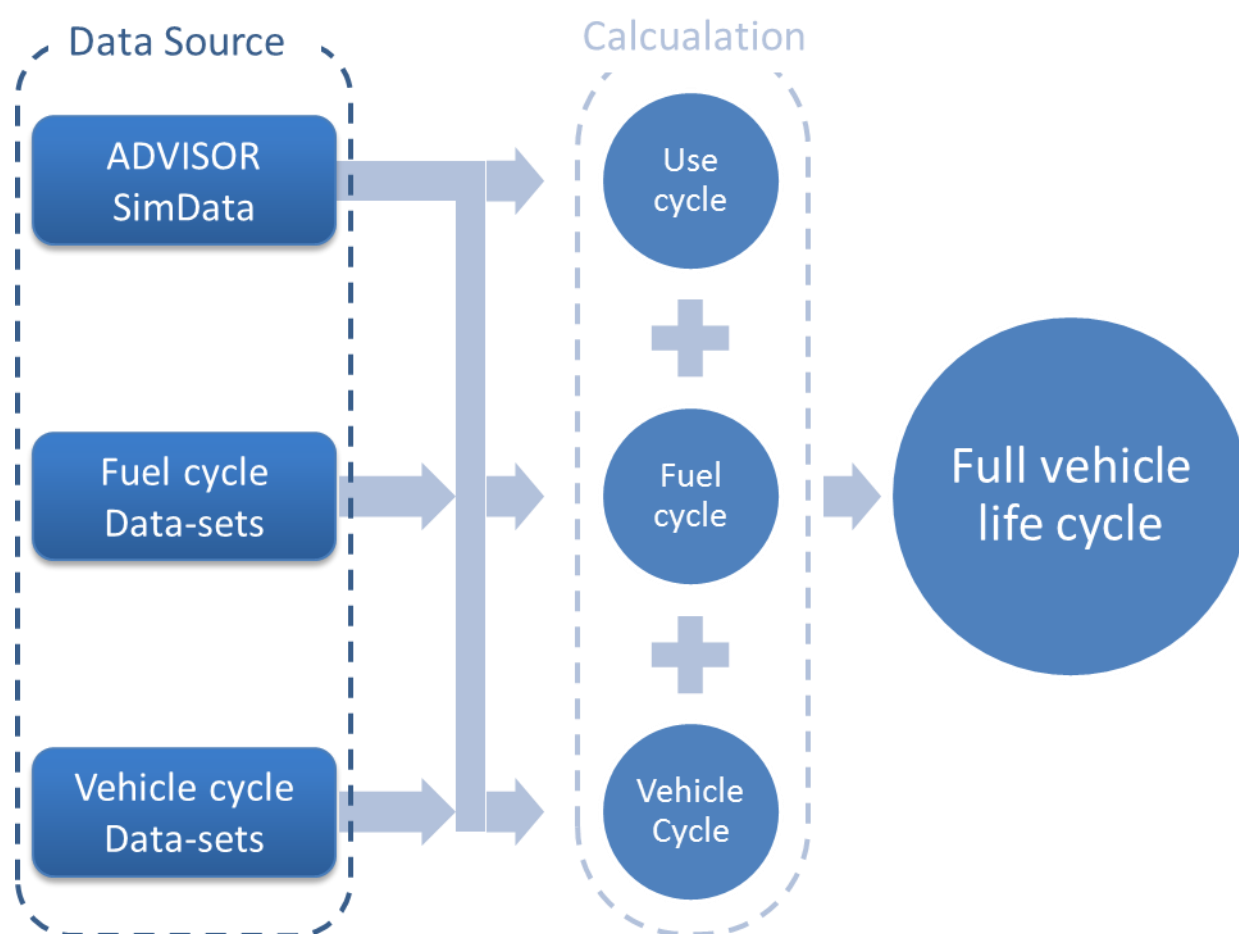 Data Source
Calcualation
ADVISOR
SimData
Use
cycle
Fuel cycle
Data-sets
Fuel
cycle
Full vehicle
life cycle
Vehicle cycle
Data-sets
Vehicle
Cycle